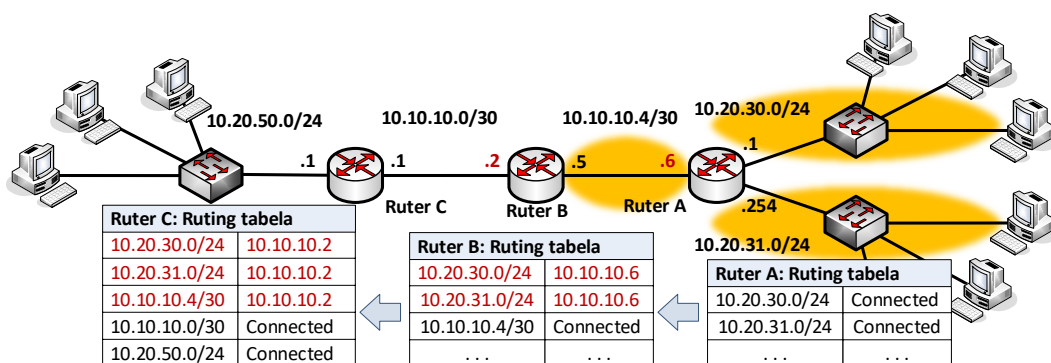 10.20.50.0/24
10.10.10.0/30
10.10.10.4/30
10.20.30.0/24
.1
.1
.2
.5
.6
.1
Ruter C
Ruter B
Ruter A
.254
10.20.31.0/24
Ruter C: Ruting tabela
10.20.30.0/24 10.10.10.2
10.20.31.0/24 10.10.10.2
10.10.10.4/30 10.10.10.2
10.10.10.0/30 Connected
10.20.50.0/24 Connected
Ruter B: Ruting tabela
10.20.30.0/24 10.10.10.6
10.20.31.0/24 10.10.10.6
10.10.10.4/30 Connected
. . . . . .
Ruter A: Ruting tabela
10.20.30.0/24 Connected
10.20.31.0/24 Connected
. . . . . .